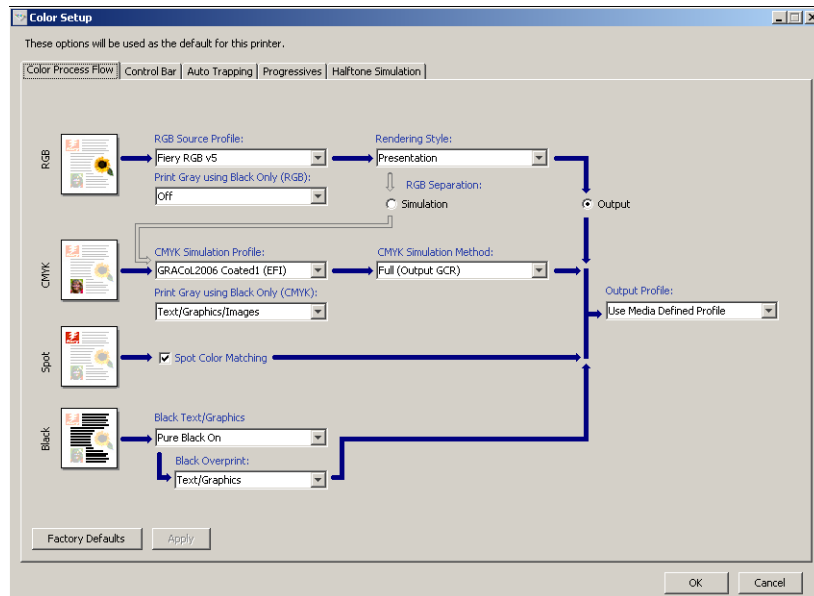 Color Setup
These options will be used as the default for this printer.
Color Process Flow Control Bar Auto Trapping Progressives Halftone Simulation
RGB
RGB Source Profile:
Fiery RGB v5
Rendering Style:
Presentation
Print Gray using Black Only (RGB):
Off
RGB Separation:
Simulation
Output
CMYK
CMYK Simulation Profile:
GRACoL2006 Coated1 (EFI)
CMYK Simulation Method:
Full (Output GCR)
Print Gray using Black Only (CMYK):
Text/Graphics/Images
Output Profile:
Use Media Defined Profile
Spot
Spot Color Matching
Black
Black Text/Graphics
Pure Black On
Black Overprint:
Text/Graphics
Factory Defaults Apply
OK Cancel